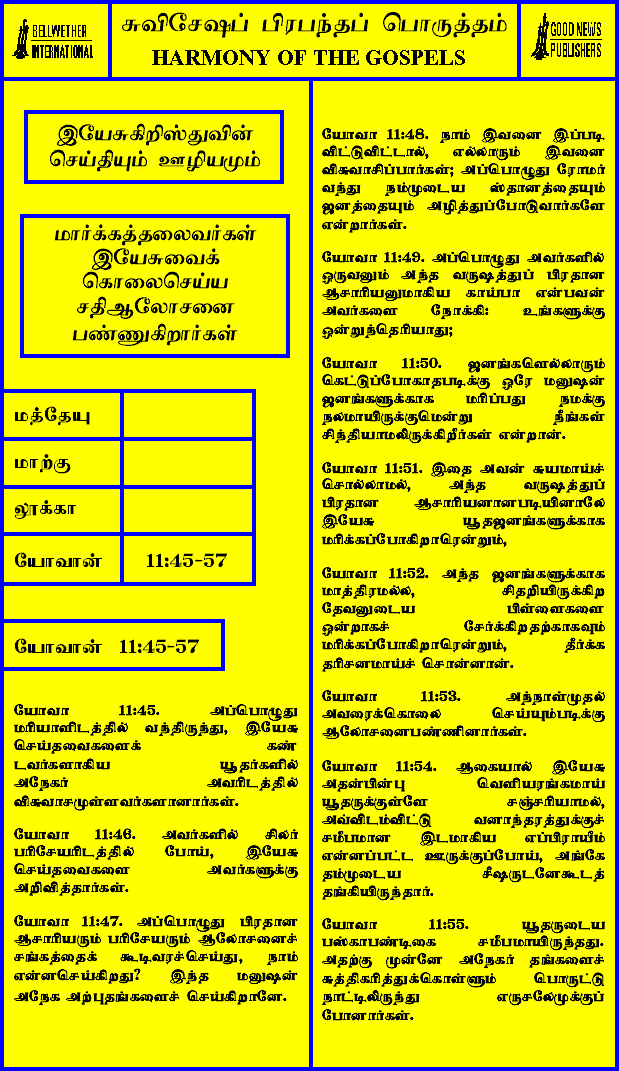 BELLWETHER
INTERNATIONAL
சுவிசேஷப் பிரபந்தப் பொருத்தம்
HARMONY OF THE GOSPELS
GOOD NEWS
PUBLISHERS
இயேசுகிறிஸ்துவின்
செய்தியும் ஊழியமும்
மார்க்கத்தலைவர்கள்
இயேசுவைக்
கொலைசெய்ய
சதிஆலோசனை
பண்ணுகிறார்கள்
மத்தேயு
மாற்கு
லூக்கா
யோவான் 11:45-57
யோவான் 11:45-57
யோவா 11:45. அப்பொழுது
மரியாளிடத்தில் வந்திருந்து, இயேசு
செய்தவைகளைக் கண்
டவர்களாகிய யூதர்களில்
அநேகர் அவரிடத்தில்
விசுவாசமுள்ளவர்களானார்கள்.
யோவா 11:46. அவர்களில் சிலர்
பரிசேயரிடத்தில் போய், இயேசு
செய்தவைகளை அவர்களுக்கு
அறிவித்தார்கள்.
யோவா 11:47. அப்பொழுது பிரதான
ஆசாரியரும் பரிசேயரும் ஆலோசனைச்
சங்கத்தைக் கூடிவரச்செய்து, நாம்
என்னசெய்கிறது? இந்த மனுஷன்
அநேக அற்புதங்களைச் செய்கிறானே.
யோவா 11:48. நாம் இவனை இப்படி
விட்டுவிட்டால், எல்லாரும் இவனை
விசுவாசிப்பார்கள்; அப்பொழுது ரோமர்
வந்து நம்முடைய ஸ்தானத்தையும்
ஜனத்தையும் அழித்துப்போடுவார்களே
என்றார்கள்.
யோவா 11:49. அப்பொழுது அவர்களில்
ஒருவனும் அந்த வருஷத்துப் பிரதான
ஆசாரியனுமாகிய காய்பா என்பவன்
அவர்களை நோக்கி: உங்களுக்கு
ஒன்றுந்தெரியாது;
யோவா 11:50. ஜனங்களெல்லாரும்
கெட்டுப்போகாதபடிக்கு ஒரே மனுஷன்
ஜனங்களுக்காக மரிப்பது நமக்கு
நலமாயிருக்குமென்று நீங்கள்
சிந்தியாமலிருக்கிறீர்கள் என்றான்.
யோவா 11:51. இதை அவன் சுயமாய்ச்
சொல்லாமல், அந்த வருஷத்துப்
பிரதான ஆசாரியனானபடியினாலே
இயேசு யூதஜனங்களுக்காக
மரிக்கப்போகிறாரென்றும்,
யோவா 11:52. அந்த ஜனங்களுக்காக
மாத்திரமல்ல, சிதறியிருக்கிற
தேவனுடைய பிள்ளைகளை
ஒன்றாகச் சேர்க்கிறதற்காகவும்
மரிக்கப்போகிறாரென்றும், தீர்க்க
தரிசனமாய்ச் சொன்னான்.
யோவா 11:53. அந்நாள்முதல்
அவரைக்கொலை செய்யும்படிக்கு
ஆலோசனைபண்ணினார்கள்.
யோவா 11:54. ஆகையால் இயேசு
அதன்பின்பு வெளியரங்கமாய்
யூதருக்குள்ளே சஞ்சரியாமல்,
அவ்விடம்விட்டு வனாந்தரத்துக்குச்
சமீபமான இடமாகிய எப்பிராயீம்
என்னப்பட்ட ஊருக்குப்போய், அங்கே
தம்முடைய சீஷருடனேகூடத்
தங்கியிருந்தார்.
யோவா 11:55. யூதருடைய
பஸ்காபண்டிகை சமீபமாயிருந்தது.
அதற்கு முன்னே அநேகர் தங்களைச்
சுத்திகரித்துக்கொள்ளும் பொருட்டு
நாட்டிலிருந்து எருசலேமுக்குப்
போனார்கள்.